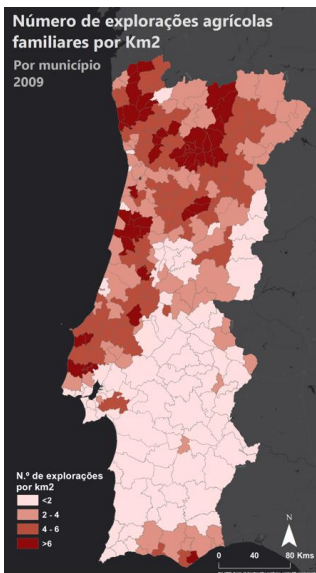 Número de explorações agrícolas
familiares por Km2
Por município
2009
N.º de explorações
por km2
<2
2 - 4
4 - 6
>6
N
0 40 80 Kms